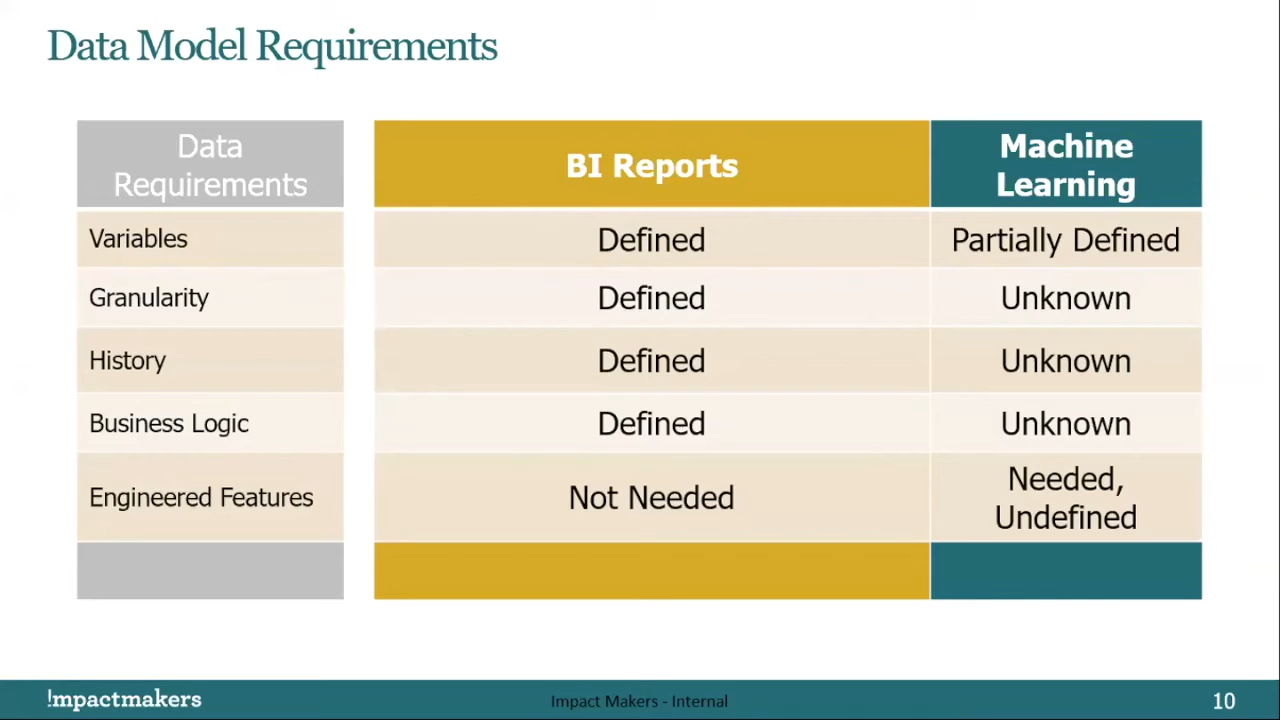 Data Model Requirements
Data
Requirements
BI Reports
Machine
Learning
Variables
Defined
Partially Defined
Granularity
Defined
Unknown
History
Defined
Unknown
Business Logic
Defined
Unknown
Engineered Features
Not Needed
Needed,
Undefined
!mpactmakers
Impact Makers - Internal
10